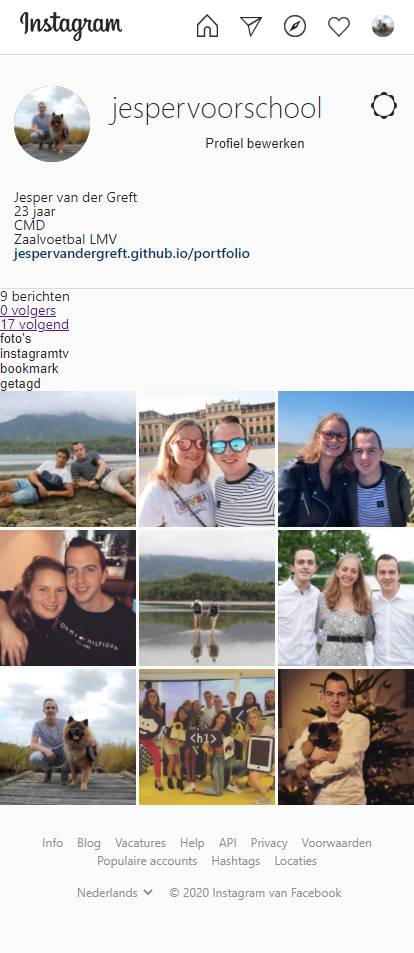 Instagram
jespervoorschool
Profiel bewerken
Jesper van der Greft
23 jaar
CMD
Zaalvoetbal LMV
jespervandergreft.github.io/portfolio
9 berichten
0 volgers
17 volgend
foto's
instagramtv
bookmark
getagd
<h1>
Info Blog Vacatures Help API Privacy Voorwaarden
Populaire accounts Hashtags Locaties
Nederlands © 2020 Instagram van Facebook